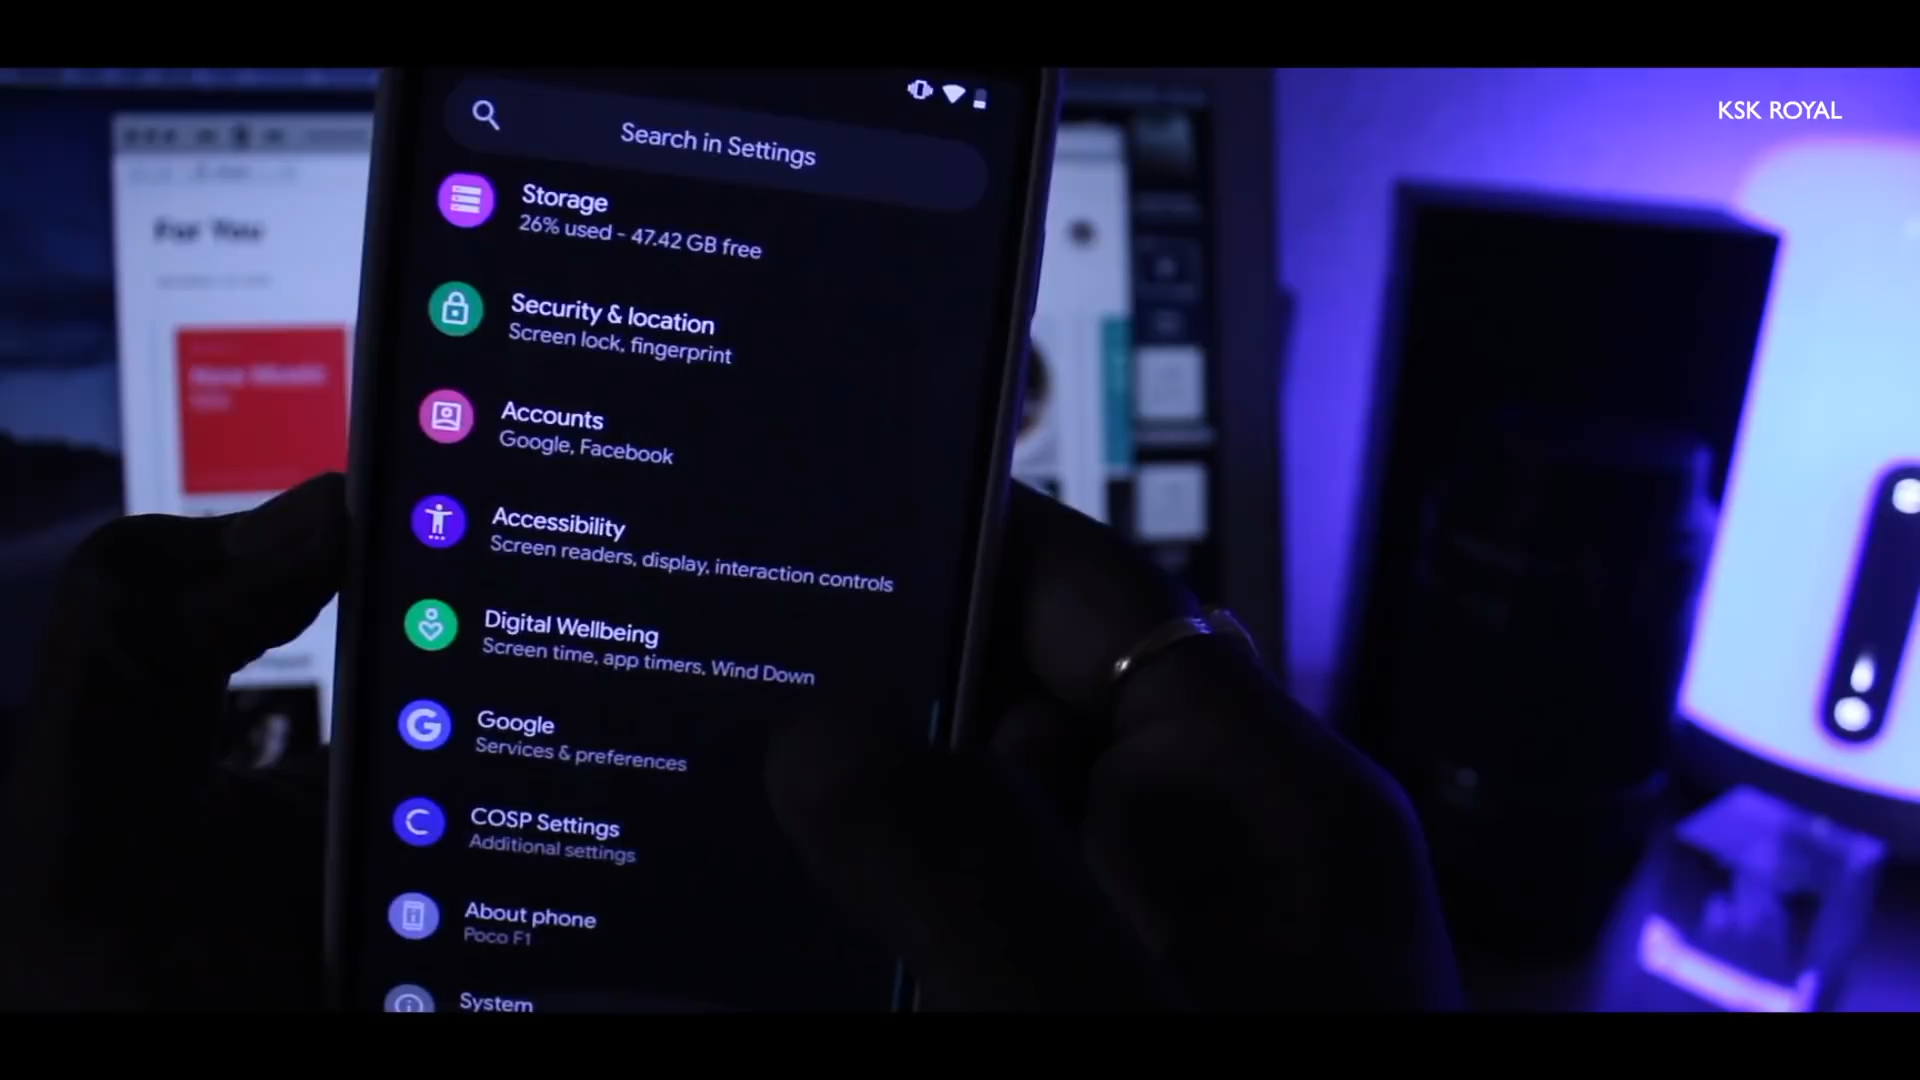 KSK ROYAL
Search in Settings
Storage
26% used - 47.42 GB free
Security & location
Screen lock, fingerprint
Accounts
Google, Facebook
Accessibility
Screen readers, display, interaction controls
Digital Wellbeing
Screen time, app timers, Wind Down
Google
Services & preferences
COSP Settings
Additional settings
About phone
Poco F1
System
For You